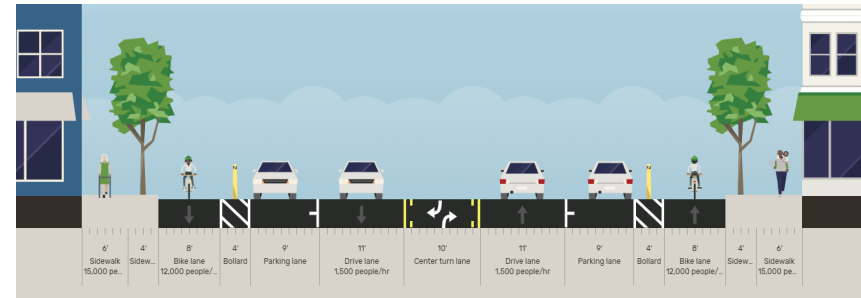 6' 4' 8' 4' 9' 11' 10' 11' 9' 4' 8' 4' 6'
Sidewalk Sidew... Bike lane Bollard Parking lane Drive lane Center turn lane Drive lane Parking lane Bollard Bike lane Sidew... Sidewalk
15,000 pe... 12,000 people/... 1,500 people/hr 1,500 people/hr 12,000 people/... 15,000 pe...